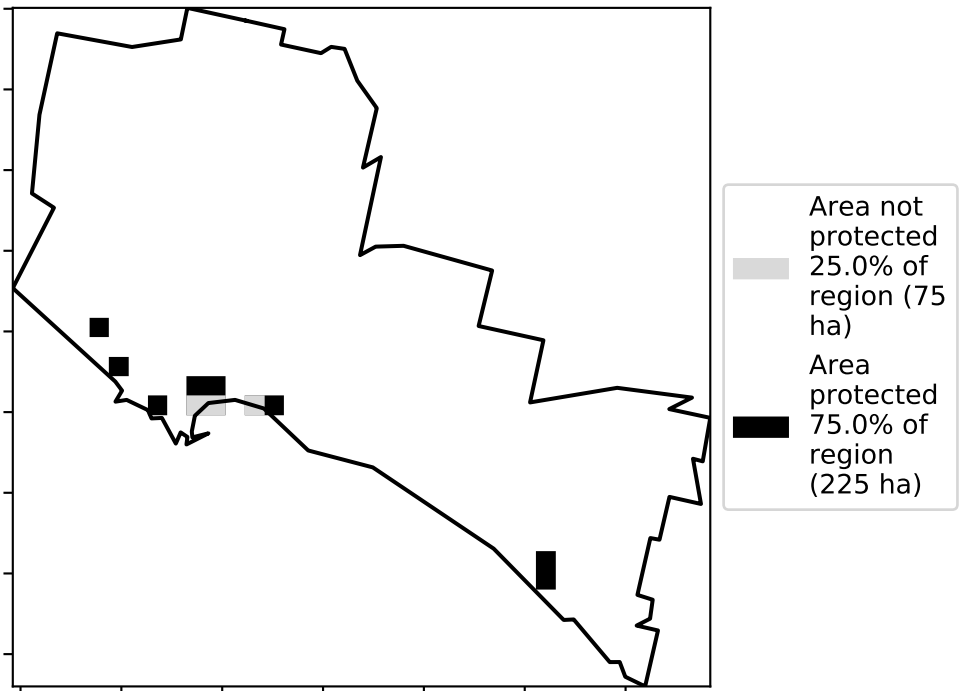 Area not
protected
25.0% of
region (75
ha)
Area
protected
75.0% of
region
(225 ha)